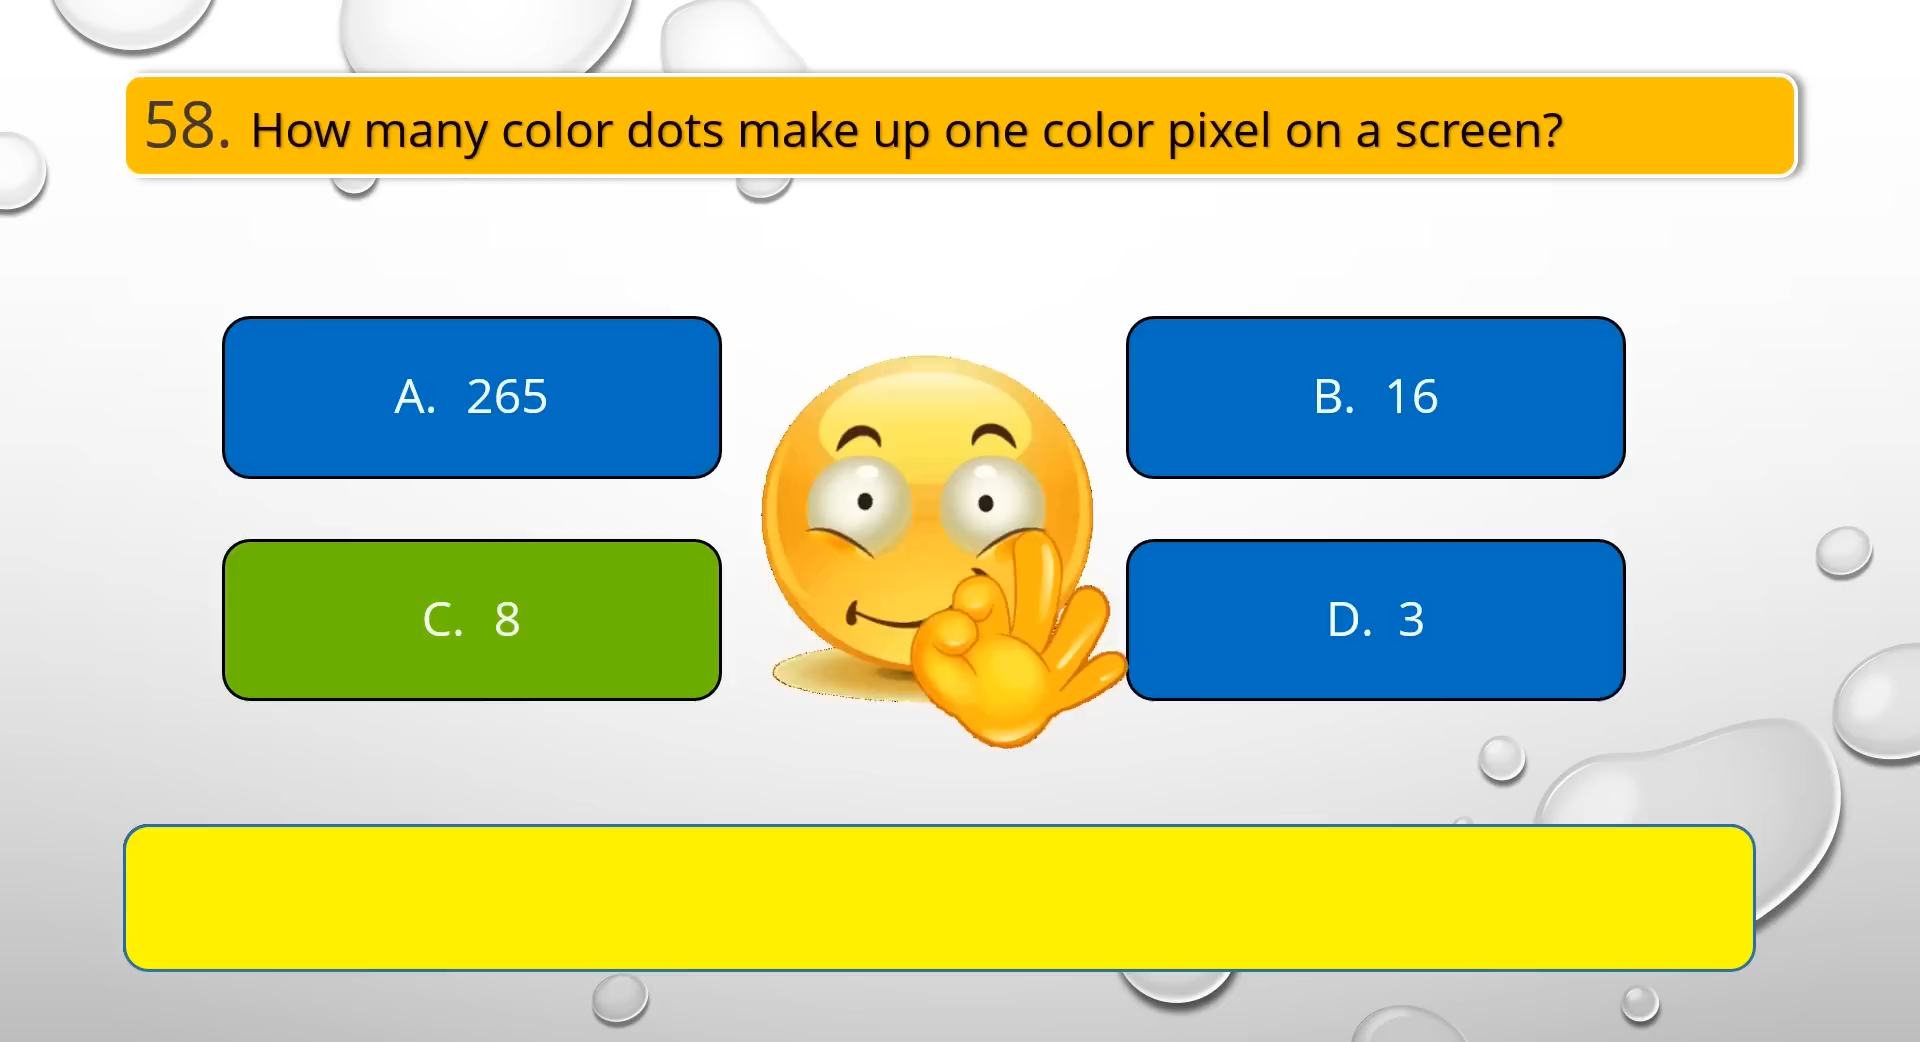 58. How many color dots make up one color pixel on a screen?
A. 265
B. 16
C. 8
D. 3